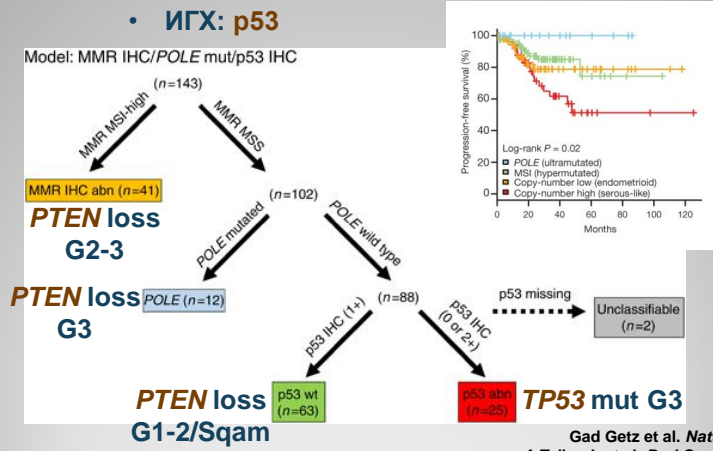 • ИГХ: p53
Model: MMR IHC/POLE mut/p53 IHC
(n=143)
MMR MSI-high
MMR MSS
MMR IHC abn (n=41)
PTEN loss
G2-3
(n=102)
POLE mutated
POLE wild type
PTEN loss
G3
POLE (n=12)
(n=88)
p53 missing
Unclassifiable
(n=2)
p53 IHC (1+)
p53 IHC
(0 or 2+)
PTEN loss
G1-2/Sqam
p53 wt
(n=63)
p53 abn
(n=25)
TP53 mut G3
Progression-free survival (%)
100
80
60
40
20
0
Log-rank P = 0.02
POLE (ultramutated)
MSI (hypermutated)
Copy-number low (endometrioid)
Copy-number high (serous-like)
0 20 40 60 80 100 120
Months
Gad Getz et al. Nat